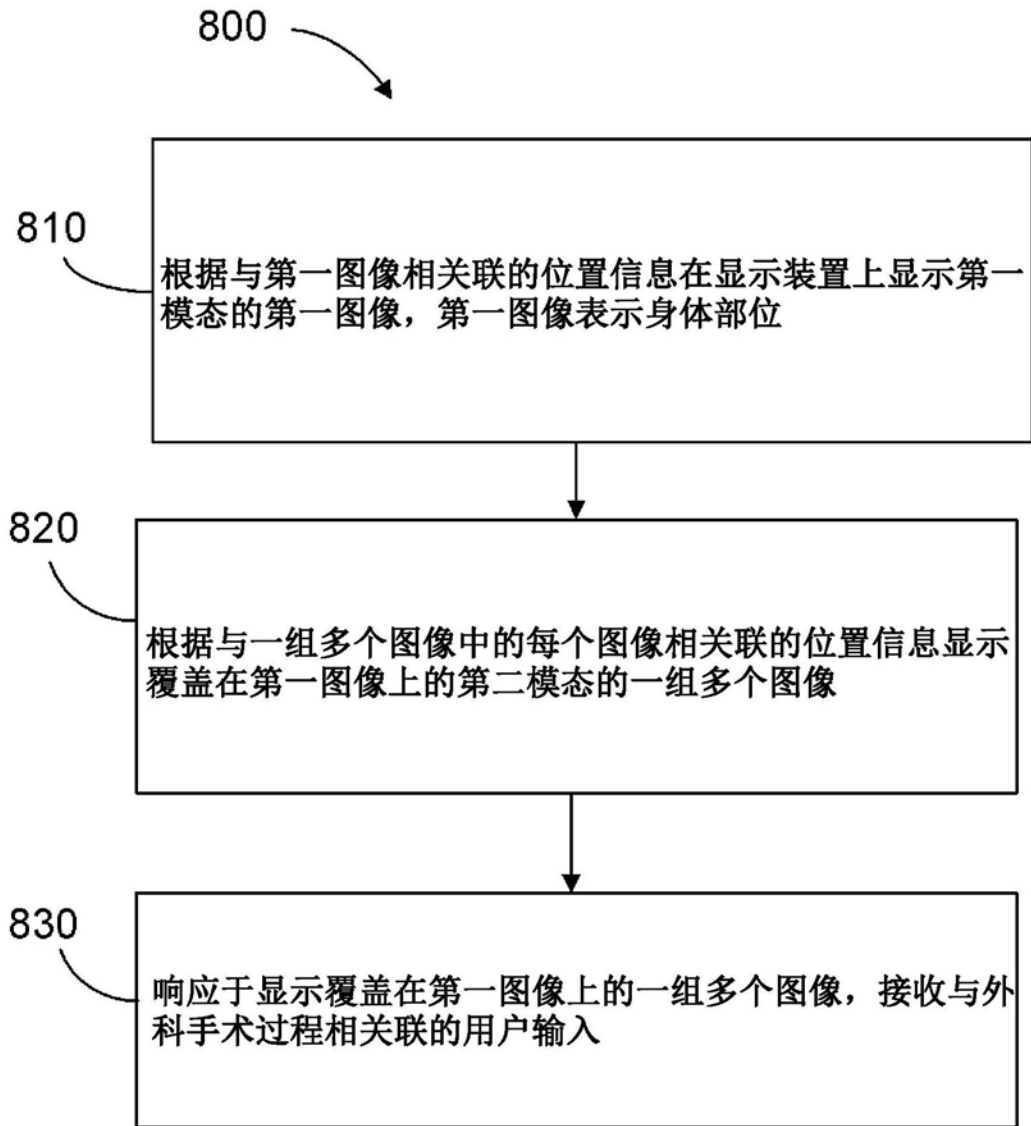 800
810
根据与第一图像相关联的位置信息在显示装置上显示第一
模态的第一图像，第一图像表示身体部位
820
根据与一组多个图像中的每个图像相关联的位置信息显示
覆盖在第一图像上的第二模态的一组多个图像
830
响应于显示覆盖在第一图像上的一组多个图像，接收与外
科手术过程相关联的用户输入